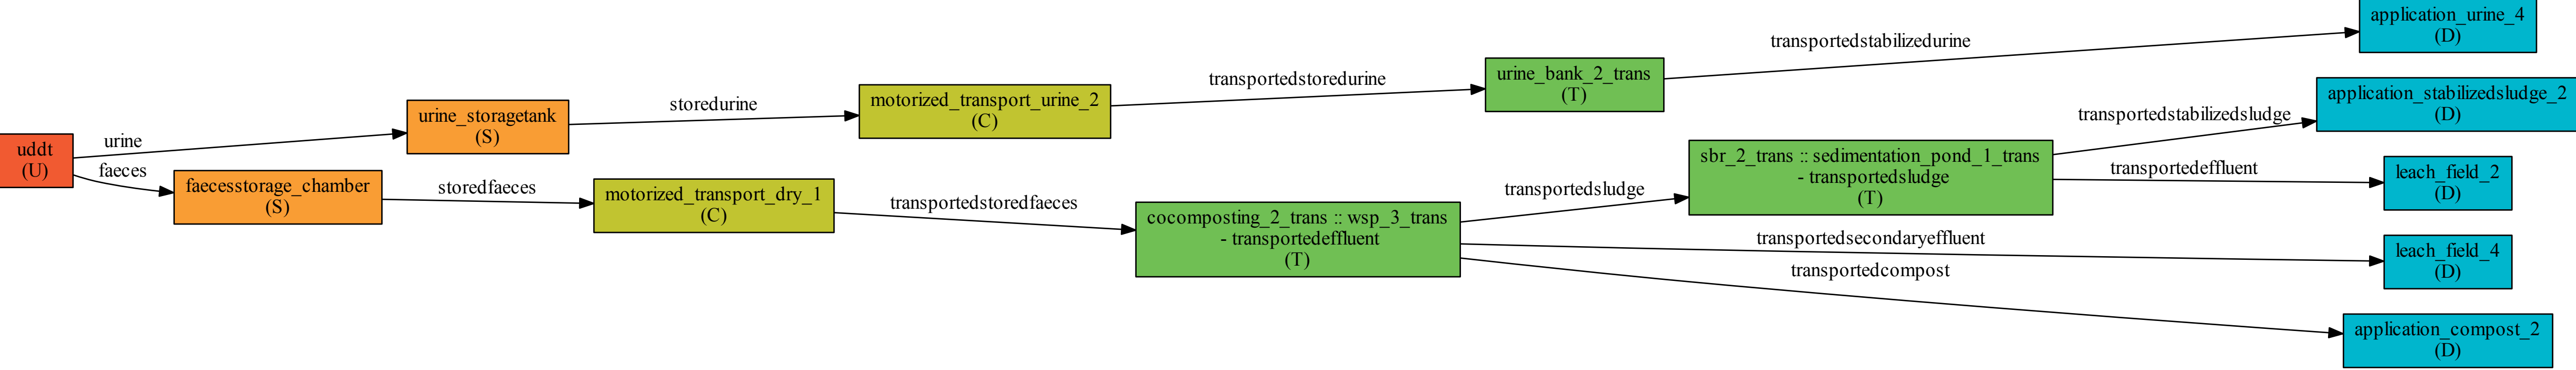 uddt
(U)
urine
faeces
urine_storagetank
(S)
faecesstorage_chamber
(S)
storedurine
storedfaeces
motorized_transport_urine_2
(C)
motorized_transport_dry_1
(C)
transportedstoredurine
transportedstoredfaeces
urine_bank_2_trans
(T)
cocomposting_2_trans :: wsp_3_trans
- transportedeffluent
(T)
transportedstabilizedurine
transportedsludge
sbr_2_trans :: sedimentation_pond_1_trans
- transportedsludge
(T)
transportedsecondaryeffluent
transportedcompost
transportedstabilizedsludge
transportedeffluent
application_urine_4
(D)
application_stabilizedsludge_2
(D)
leach_field_2
(D)
leach_field_4
(D)
application_compost_2
(D)